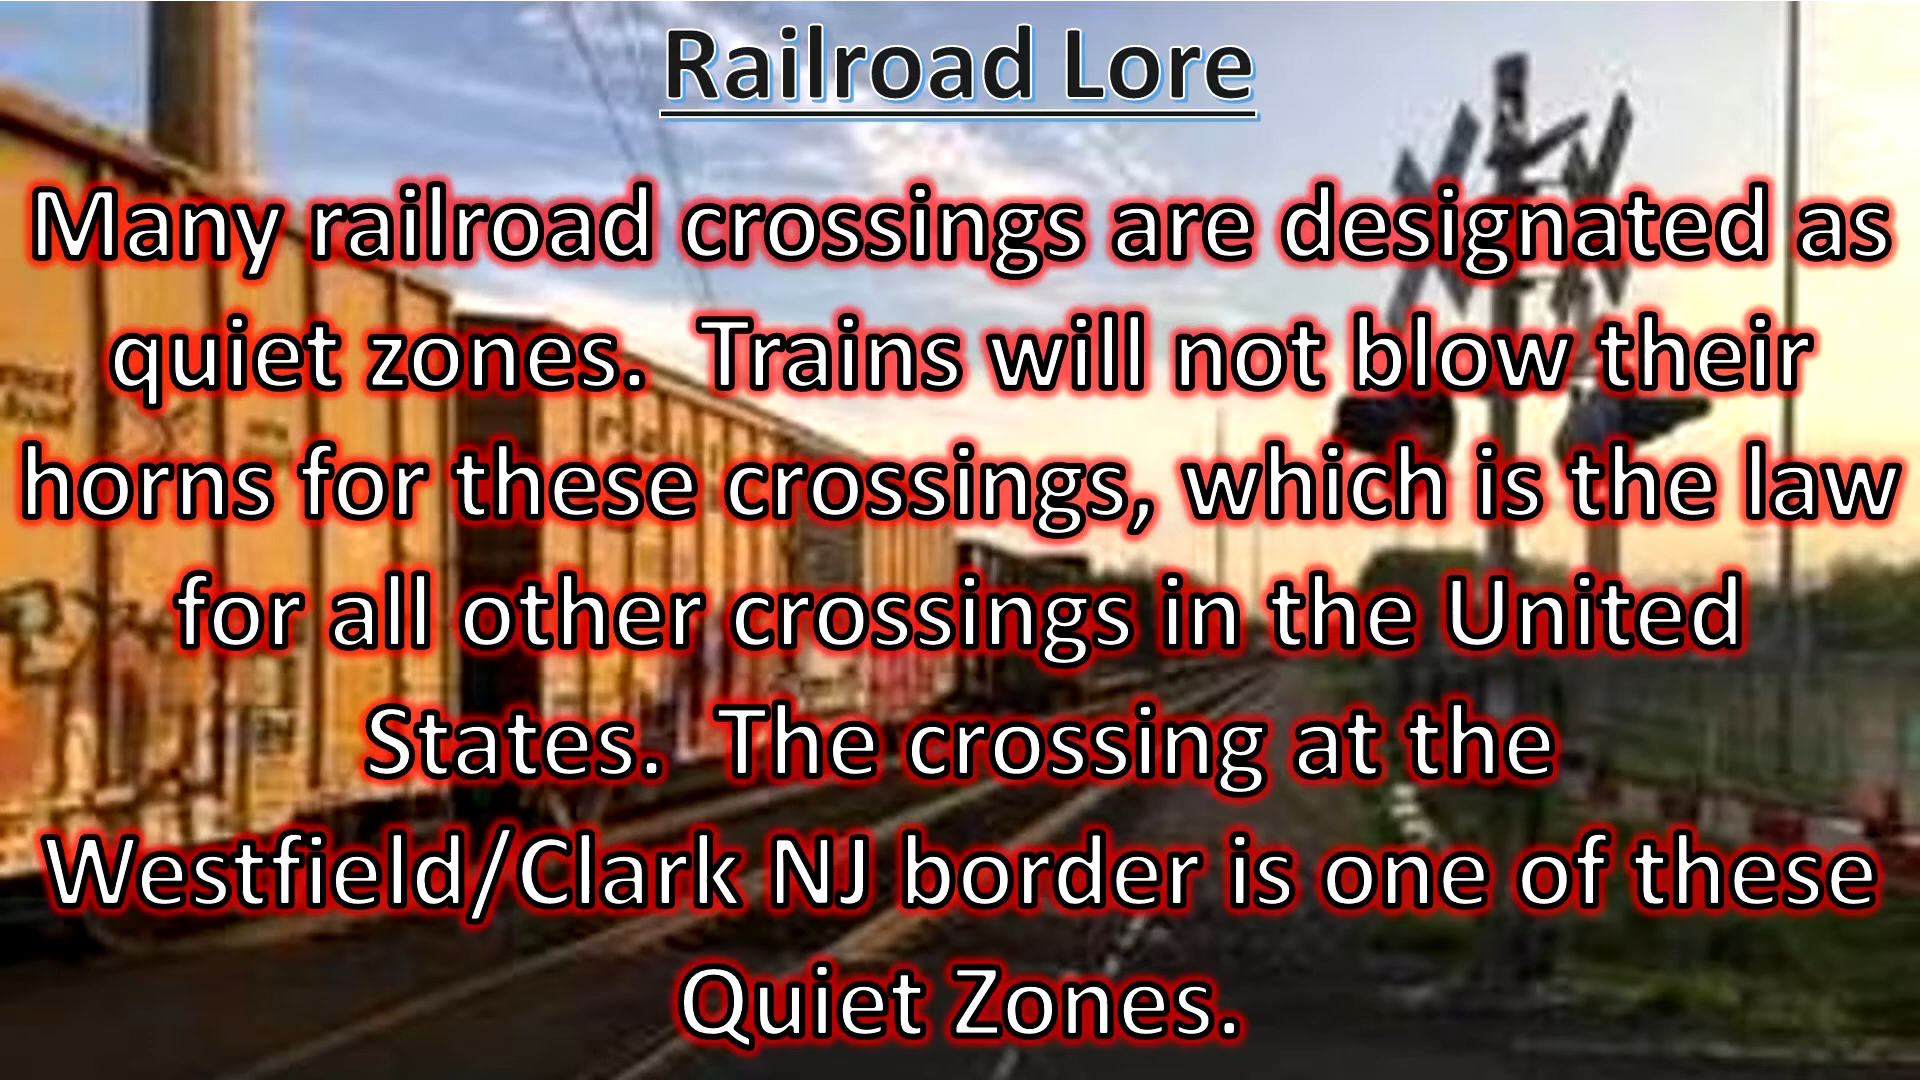 Railroad Lore
Many railroad crossings are designated as
quiet zones.  Trains will not blow their
horns for these crossings, which is the law
for all other crossings in the United
States.  The crossing at the
Westfield/Clark NJ border is one of these
Quiet Zones.